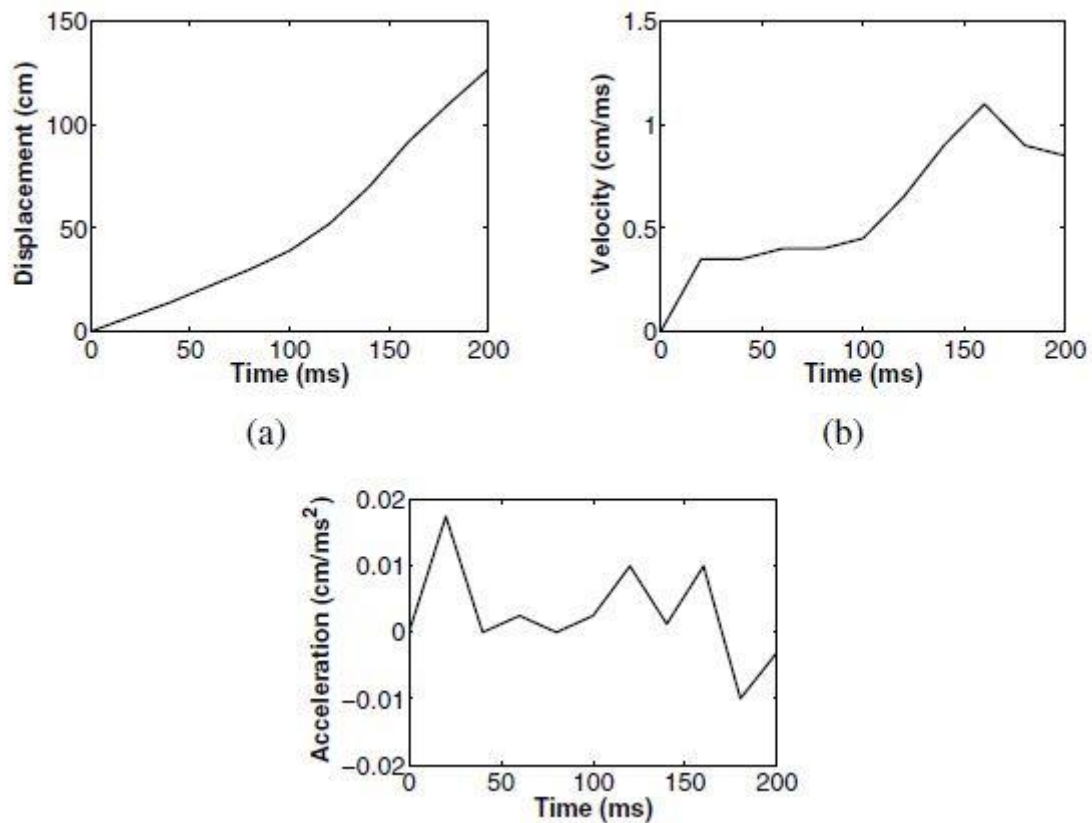 150
100
50
0
Displacement (cm)
0 50 100 150 200
Time (ms)
(a)
1.5
1
0.5
0
Velocity (cm/ms)
0 50 100 150 200
Time (ms)
(b)
0.02
0.01
0
−0.01
−0.02
Acceleration (cm/ms²)
0 50 100 150 200
Time (ms)